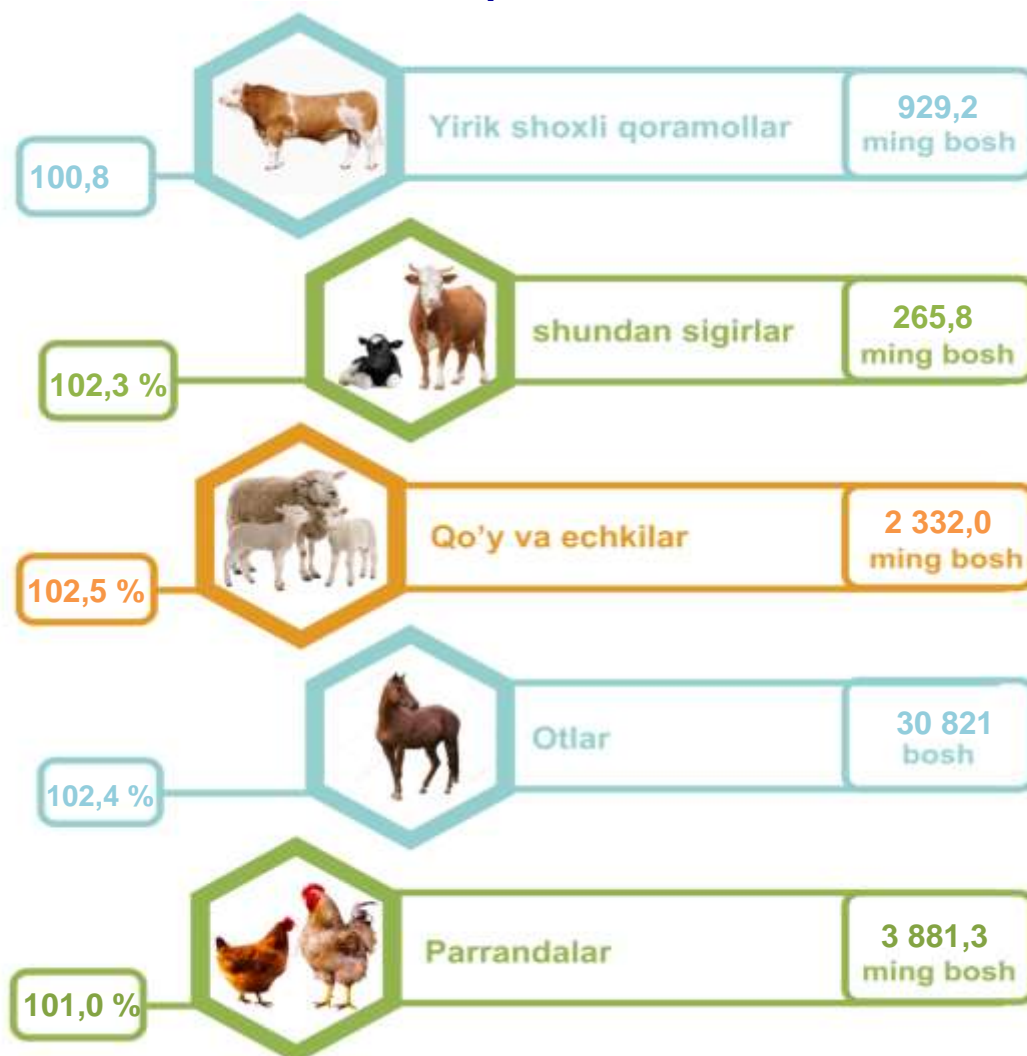 Yirik shoxli qoramollar
929,2
ming bosh
100,8
shundan sigirlar
265,8
ming bosh
102,3 %
Qo'y va echkilar
2 332,0
ming bosh
102,5 %
Otlar
30 821
bosh
102,4 %
Parrandalar
3 881,3
ming bosh
101,0 %